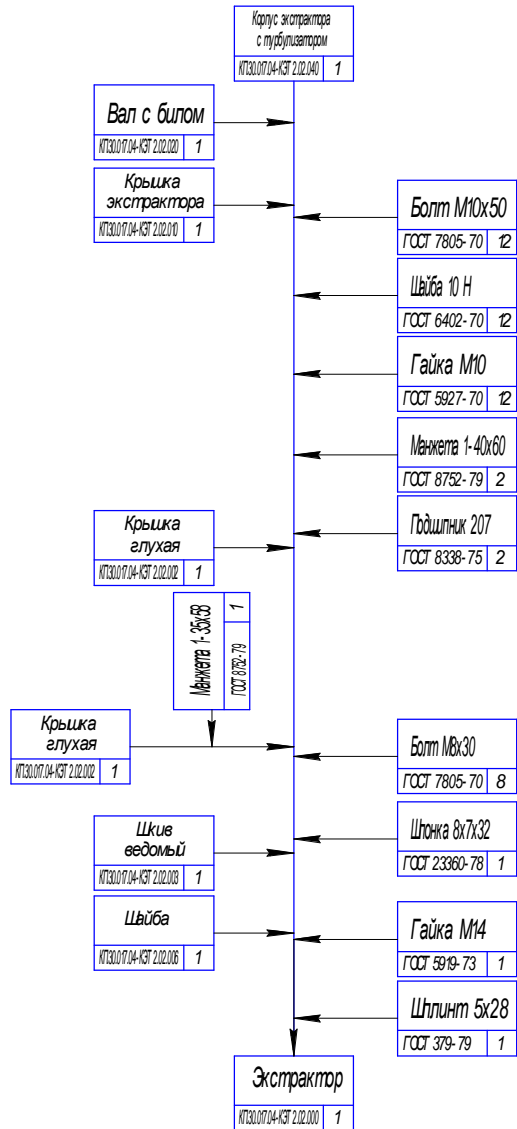 Корпус экстрактора
с турбулизатором
КП30.017.04-КЭТ 2.02.040 1
Вал с билом
КП30.017.04-КЭТ 2.02.020 1
Крышка
экстрактора
КП30.017.04-КЭТ 2.02.010 1
Болт М10х50
ГОСТ 7805-70 12
Шайба 10 Н
ГОСТ 6402-70 12
Гайка М10
ГОСТ 5927-70 12
Манжета 1-40х60
ГОСТ 8752-79 2
Подшпник 207
ГОСТ 8338-75 2
Крышка
глухая
КП30.017.04-КЭТ 2.02.002 1
Манжета 1-35х58
ГОСТ 8752-79 1
Крышка
глухая
КП30.017.04-КЭТ 2.02.002 1
Болт М8х30
ГОСТ 7805-70 8
Шпонка 8х7х32
ГОСТ 23360-78 1
Шкив
ведомый
КП30.017.04-КЭТ 2.02.003 1
Шайба
КП30.017.04-КЭТ 2.02.006 1
Гайка М14
ГОСТ 5919-73 1
Шплинт 5х28
ГОСТ 379-79 1
Экстрактор
КП30.017.04-КЭТ 2.02.000 1